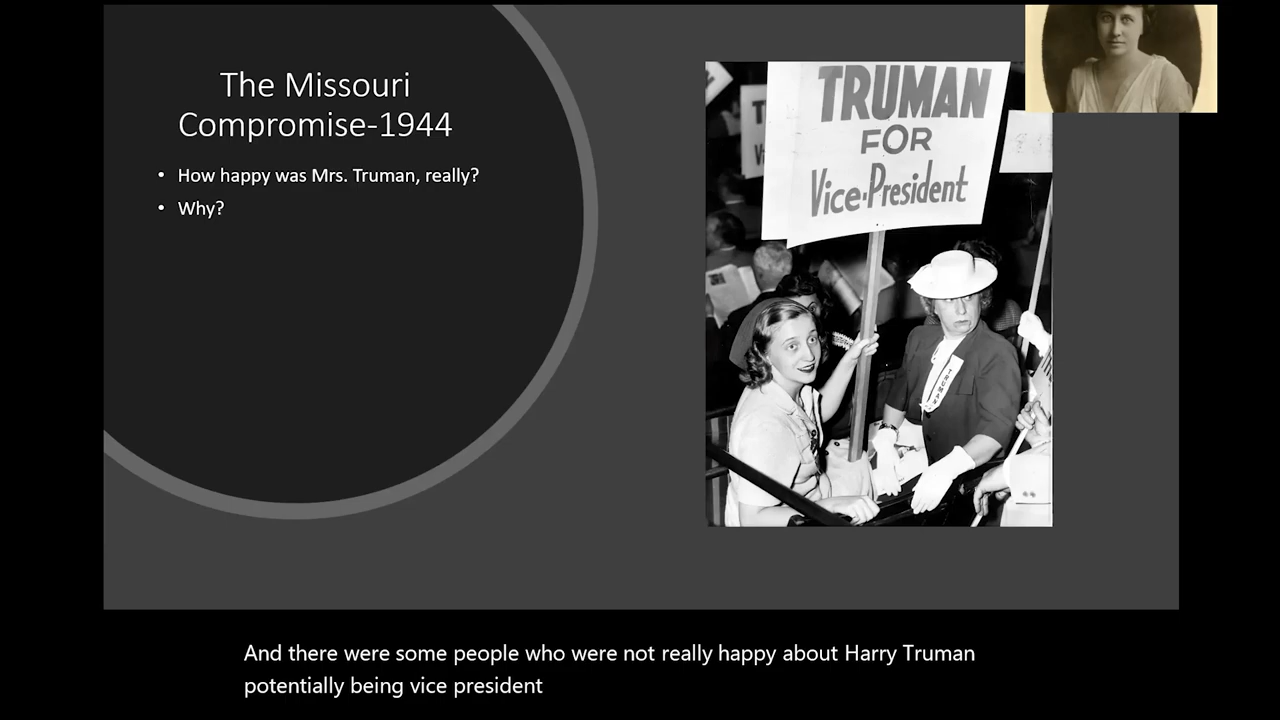 The Missouri
Compromise-1944
• How happy was Mrs. Truman, really?
• Why?
TRUMAN
FOR
Vice-President
TRUMAN
And there were some people who were not really happy about Harry Truman
potentially being vice president